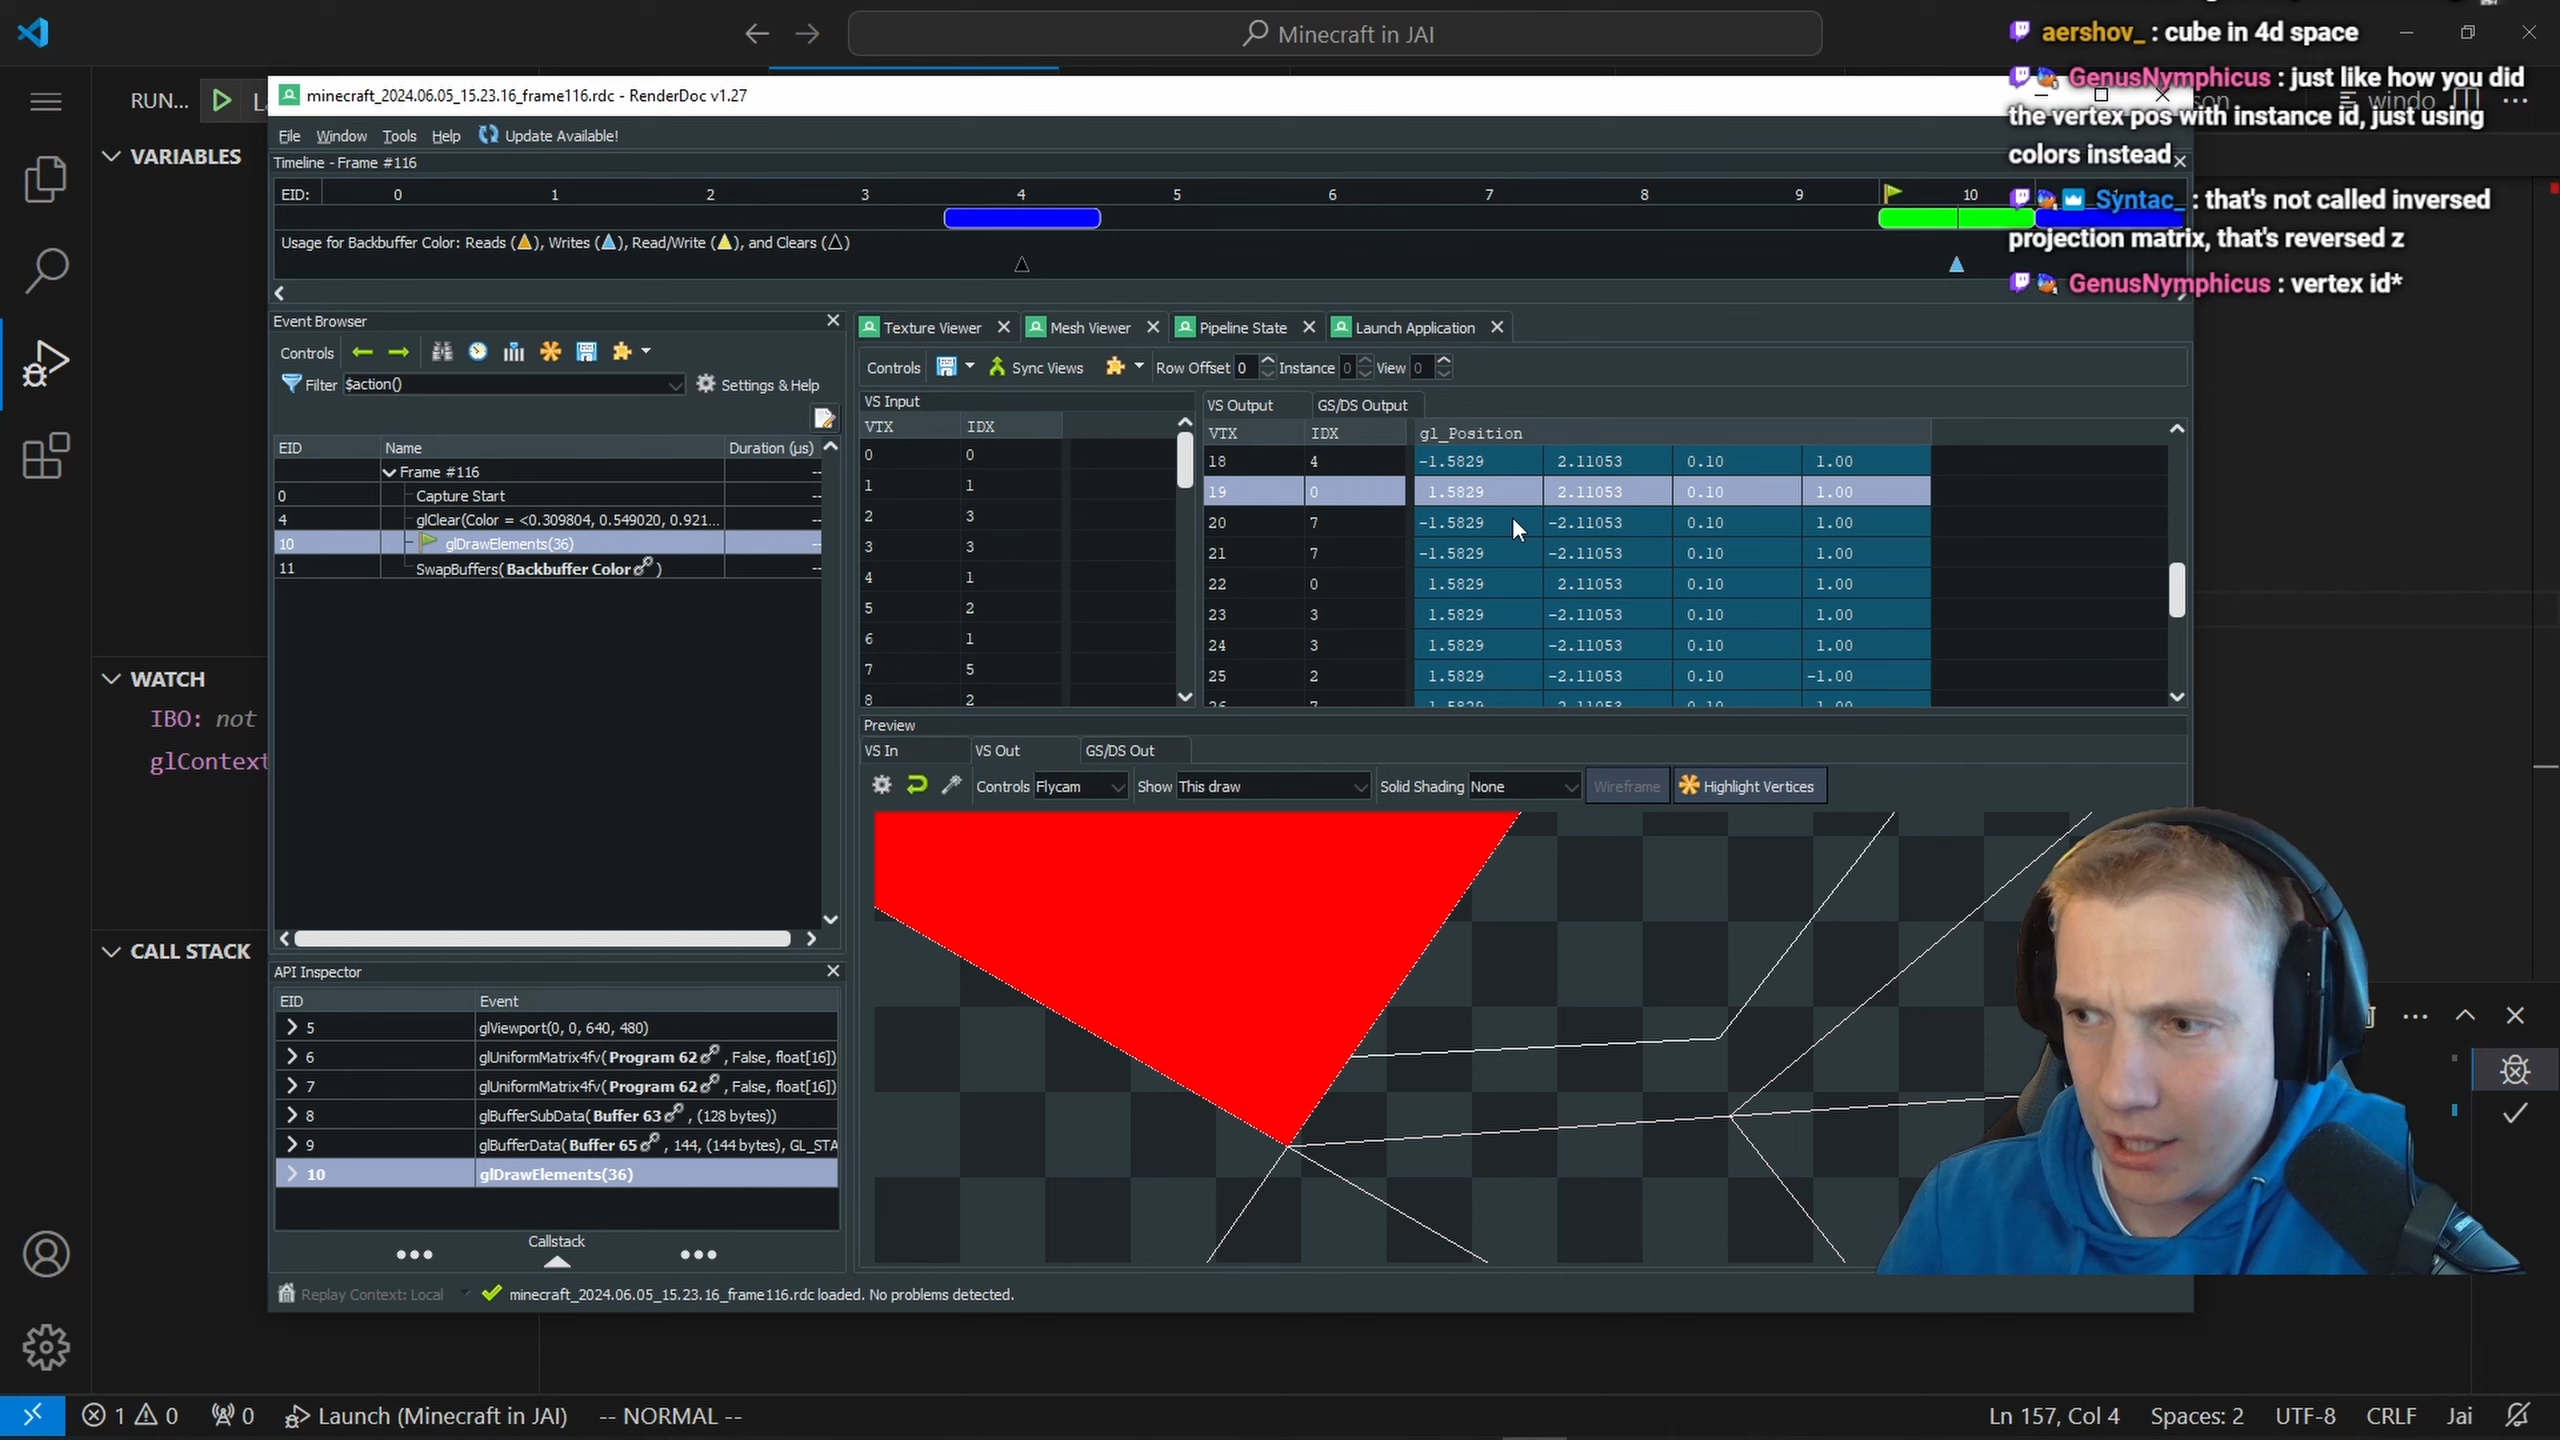 Minecraft in JAI
aershov_ : cube in 4d space
GenusNymphicus : just like how you did
the vertex pos with instance id, just using
colors instead
Syntac_ : that's not called inversed
projection matrix, that's reversed z
GenusNymphicus : vertex id*
RUN...
windo
VARIABLES
WATCH
IBO: not
glContext
CALL STACK
minecraft_2024.06.05_15.23.16_frame116.rdc - RenderDoc v1.27
File Window Tools Help Update Available!
Timeline - Frame #116
EID: 0 1 2 3 4 5 6 7 8 9 10
Usage for Backbuffer Color: Reads (▲), Writes (▲), Read/Write (▲), and Clears (△)
Event Browser
Controls
Filter $action() Settings & Help
EID Name Duration (µs)
Frame #116 --
0 Capture Start --
4 glClear(Color = <0.309804, 0.549020, 0.921... --
10 glDrawElements(36) --
11 SwapBuffers(Backbuffer Color) --
API Inspector
EID Event
5 glViewport(0, 0, 640, 480)
6 glUniformMatrix4fv(Program 62, False, float[16])
7 glUniformMatrix4fv(Program 62, False, float[16])
8 glBufferSubData(Buffer 63, (128 bytes))
9 glBufferData(Buffer 65, 144, (144 bytes), GL_STA
10 glDrawElements(36)
Callstack
Replay Context: Local minecraft_2024.06.05_15.23.16_frame116.rdc loaded. No problems detected.
Texture Viewer Mesh Viewer Pipeline State Launch Application
Controls Sync Views Row Offset 0 Instance 0 View 0
VS Input
VTX IDX
0 0
1 1
2 3
3 3
4 1
5 2
6 1
7 5
8 2
VS Output GS/DS Output
VTX IDX gl_Position
18 4 -1.5829 2.11053 0.10 1.00
19 0 1.5829 2.11053 0.10 1.00
20 7 -1.5829 -2.11053 0.10 1.00
21 7 -1.5829 -2.11053 0.10 1.00
22 0 1.5829 2.11053 0.10 1.00
23 3 1.5829 -2.11053 0.10 1.00
24 3 1.5829 -2.11053 0.10 1.00
25 2 1.5829 -2.11053 0.10 -1.00
Preview
VS In VS Out GS/DS Out
Controls Flycam Show This draw Solid Shading None Wireframe Highlight Vertices
1 0 0 Launch (Minecraft in JAI) -- NORMAL --
Ln 157, Col 4 Spaces: 2 UTF-8 CRLF Jai